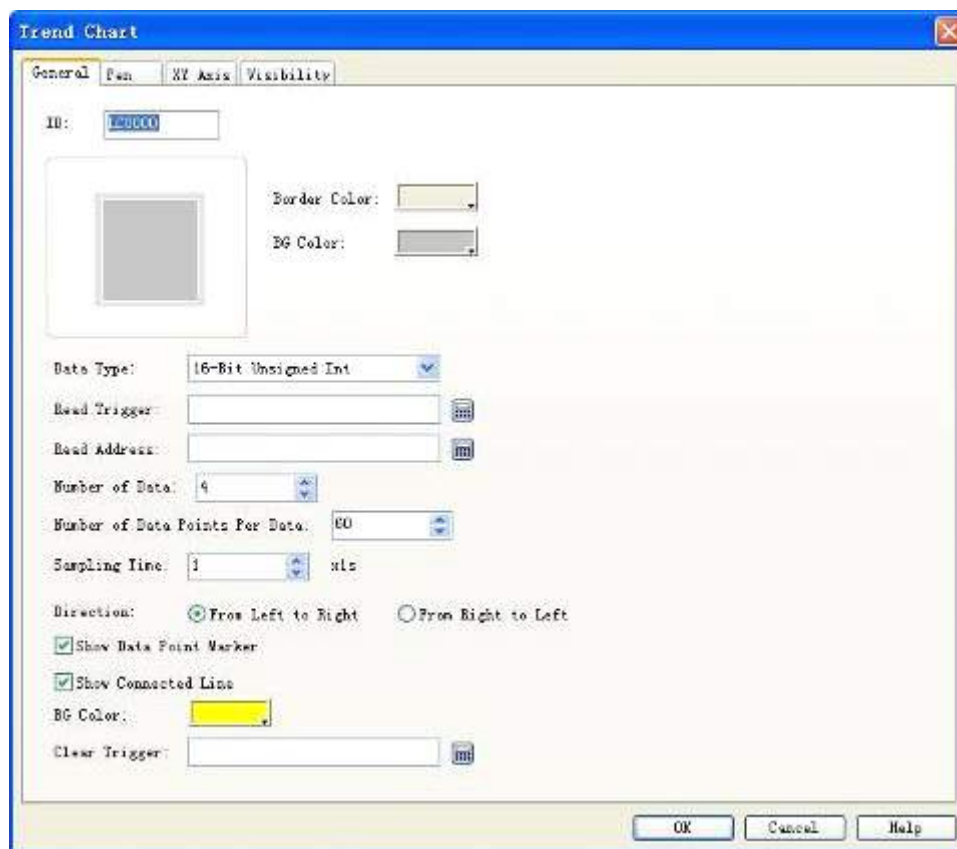 Trend Chart
General Pen XY Axis Visibility
ID: LC0000
Border Color:
BG Color:
Data Type: 16-Bit Unsigned Int
Read Trigger:
Read Address:
Number of Data: 4
Number of Data Points Per Data: 60
Sampling Time: 1 x1s
Direction: From Left to Right From Right to Left
Show Data Point Marker
Show Connected Line
BG Color:
Clear Trigger:
OK Cancel Help